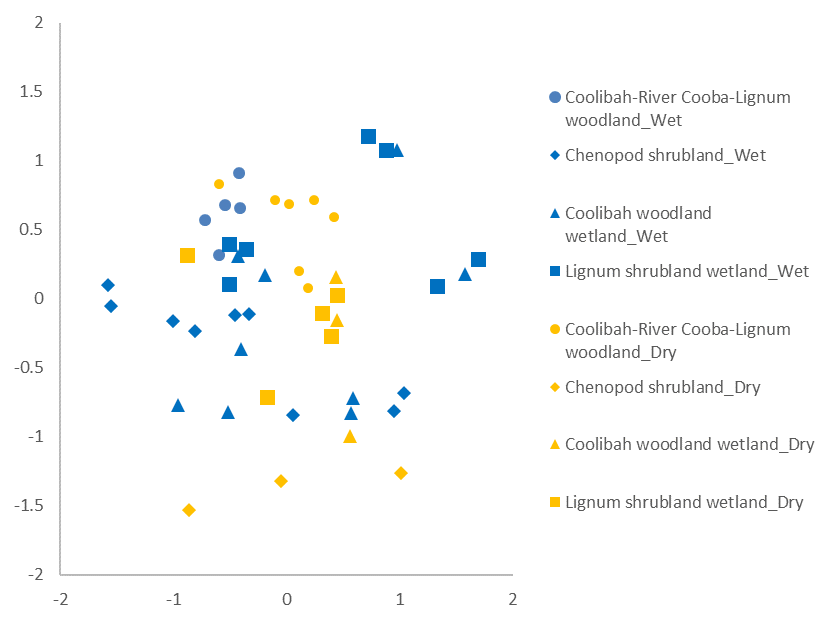 2
1.5
1
0.5
0
-0.5
-1
-1.5
-2
-2 -1 0 1 2
Coolibah-River Cooba-Lignum
woodland_Wet
Chenopod shrubland_Wet
Coolibah woodland
wetland_Wet
Lignum shrubland wetland_Wet
Coolibah-River Cooba-Lignum
woodland_Dry
Chenopod shrubland_Dry
Coolibah woodland wetland_Dry
Lignum shrubland wetland_Dry